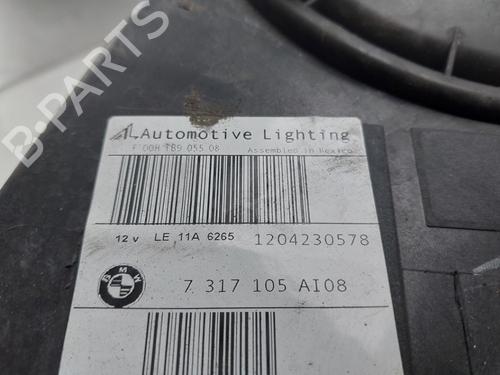 B-PARTS
AL Automotive Lighting
F 00H 189 055 08 Assembled in Mexico
12 v LE 11A 6265 1204230578
BMW 7 317 105 AI08